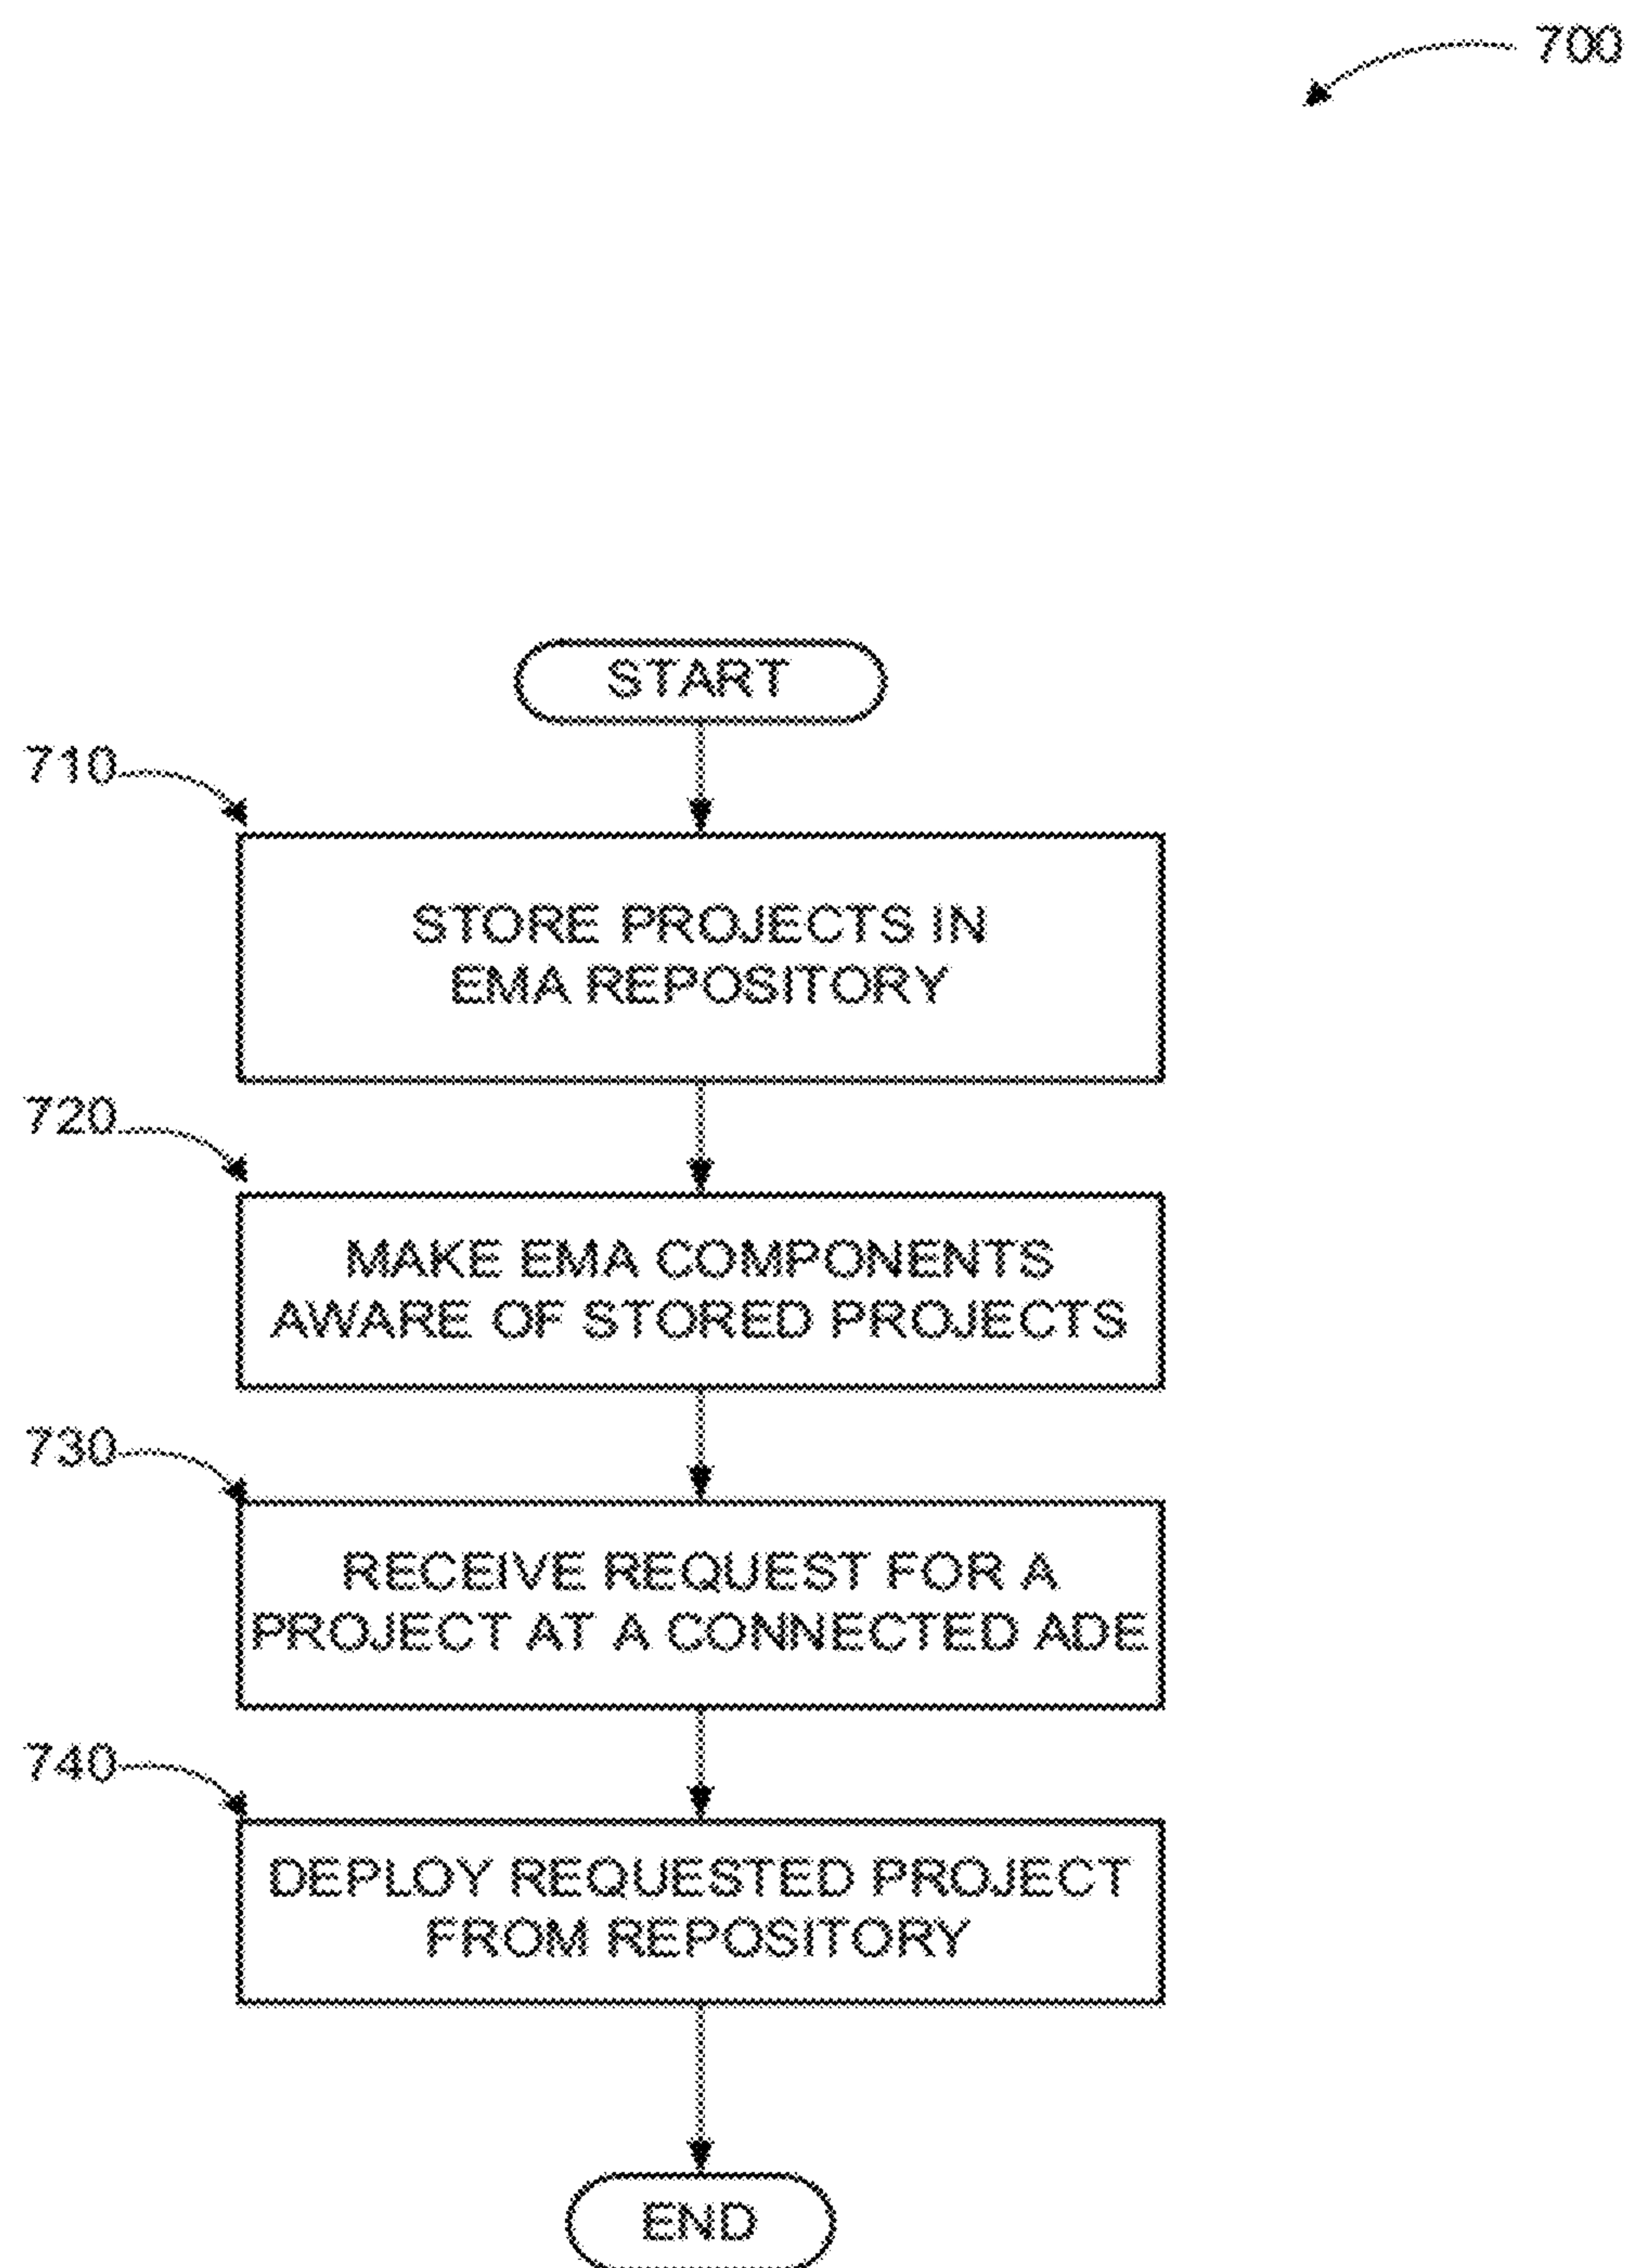 700
START
710
STORE PROJECTS IN
EMA REPOSITORY
720
MAKE EMA COMPONENTS
AWARE OF STORED PROJECTS
730
RECEIVE REQUEST FOR A
PROJECT AT A CONNECTED ADE
740
DEPLOY REQUESTED PROJECT
FROM REPOSITORY
END